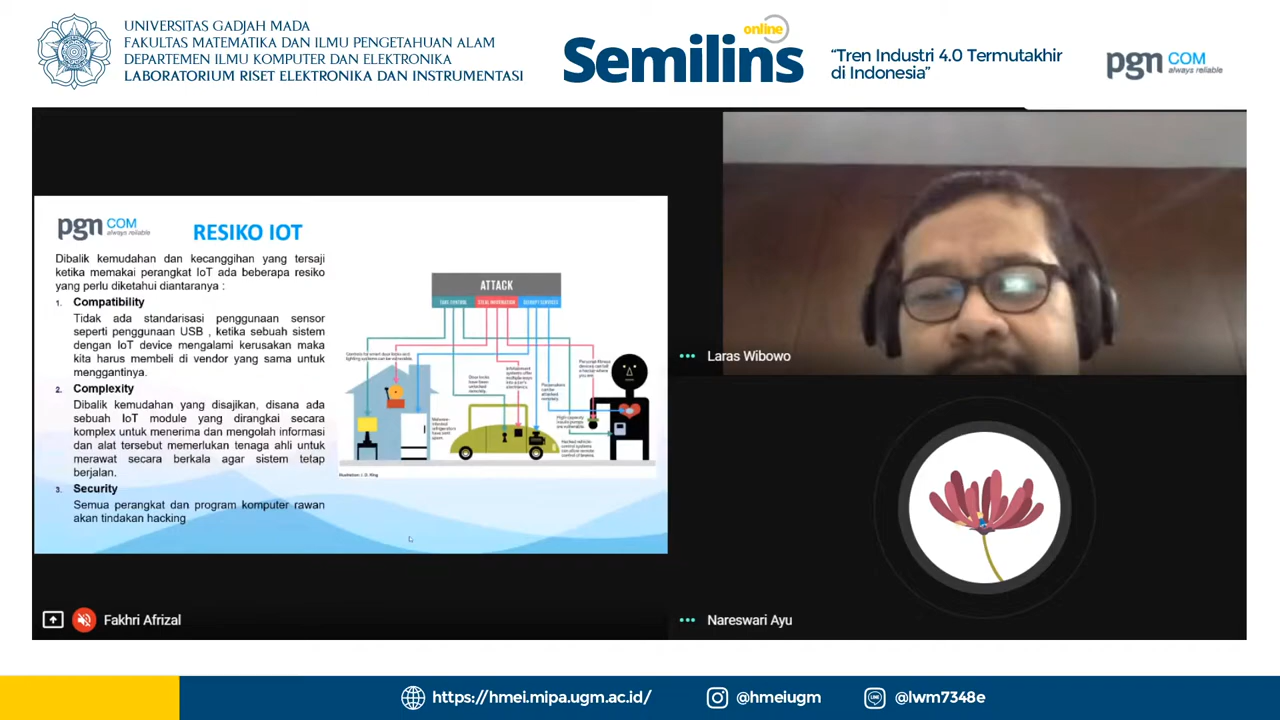 UNIVERSITAS GADJAH MADA
FAKULTAS MATEMATIKA DAN ILMU PENGETAHUAN ALAM
DEPARTEMEN ILMU KOMPUTER DAN ELEKTRONIKA
LABORATORIUM RISET ELEKTRONIKA DAN INSTRUMENTASI
online
Semilins
“Tren Industri 4.0 Termutakhir
di Indonesia”
pgn COM
always reliable
pgn COM
always reliable
RESIKO IOT
Dibalik kemudahan dan kecanggihan yang tersaji
ketika memakai perangkat IoT ada beberapa resiko
yang perlu diketahui diantaranya :
1. Compatibility
Tidak ada standarisasi penggunaan sensor
seperti penggunaan USB , ketika sebuah sistem
dengan IoT device mengalami kerusakan maka
kita harus membeli di vendor yang sama untuk
menggantinya.
2. Complexity
Dibalik kemudahan yang disajikan, disana ada
sebuah IoT module yang dirangkai secara
komplex untuk menerima dan mengolah informasi
dan alat tersebut memerlukan tenaga ahli untuk
merawat secara berkala agar sistem tetap
berjalan.
3. Security
Semua perangkat dan program komputer rawan
akan tindakan hacking
ATTACK
TAKE CONTROL
STEAL INFORMATION
DISRUPT SERVICES
Laras Wibowo
Fakhri Afrizal
Nareswari Ayu
https://hmei.mipa.ugm.ac.id/
@hmeiugm
LINE
@lwm7348e